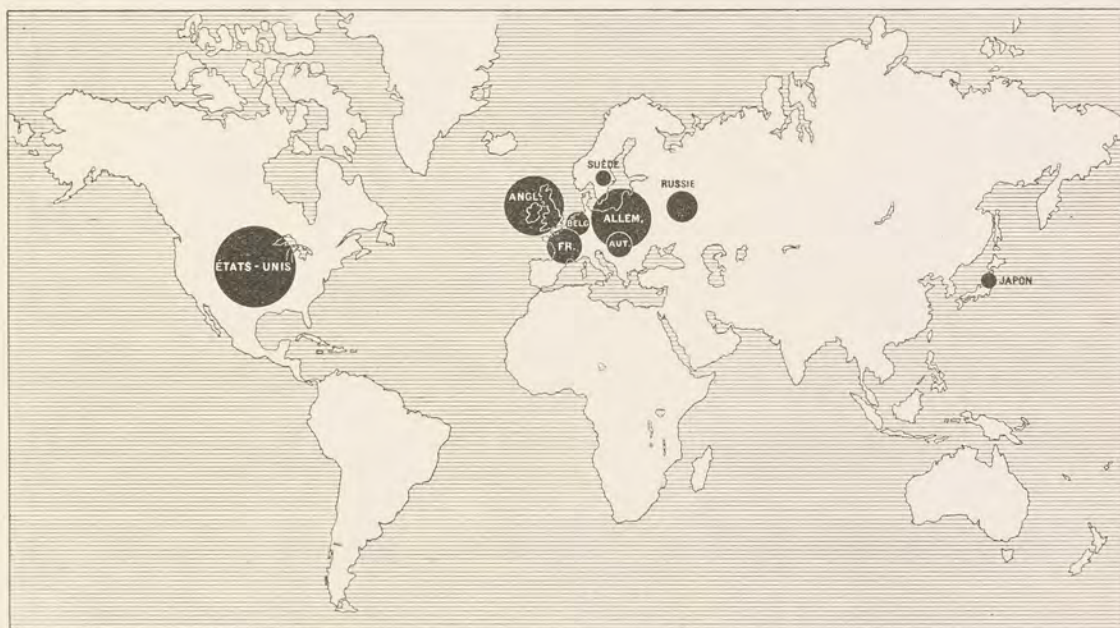 SUÈDE
RUSSIE
ANGL.
BELG
ALLEM.
FR.
AUT.
ÉTATS-UNIS
JAPON